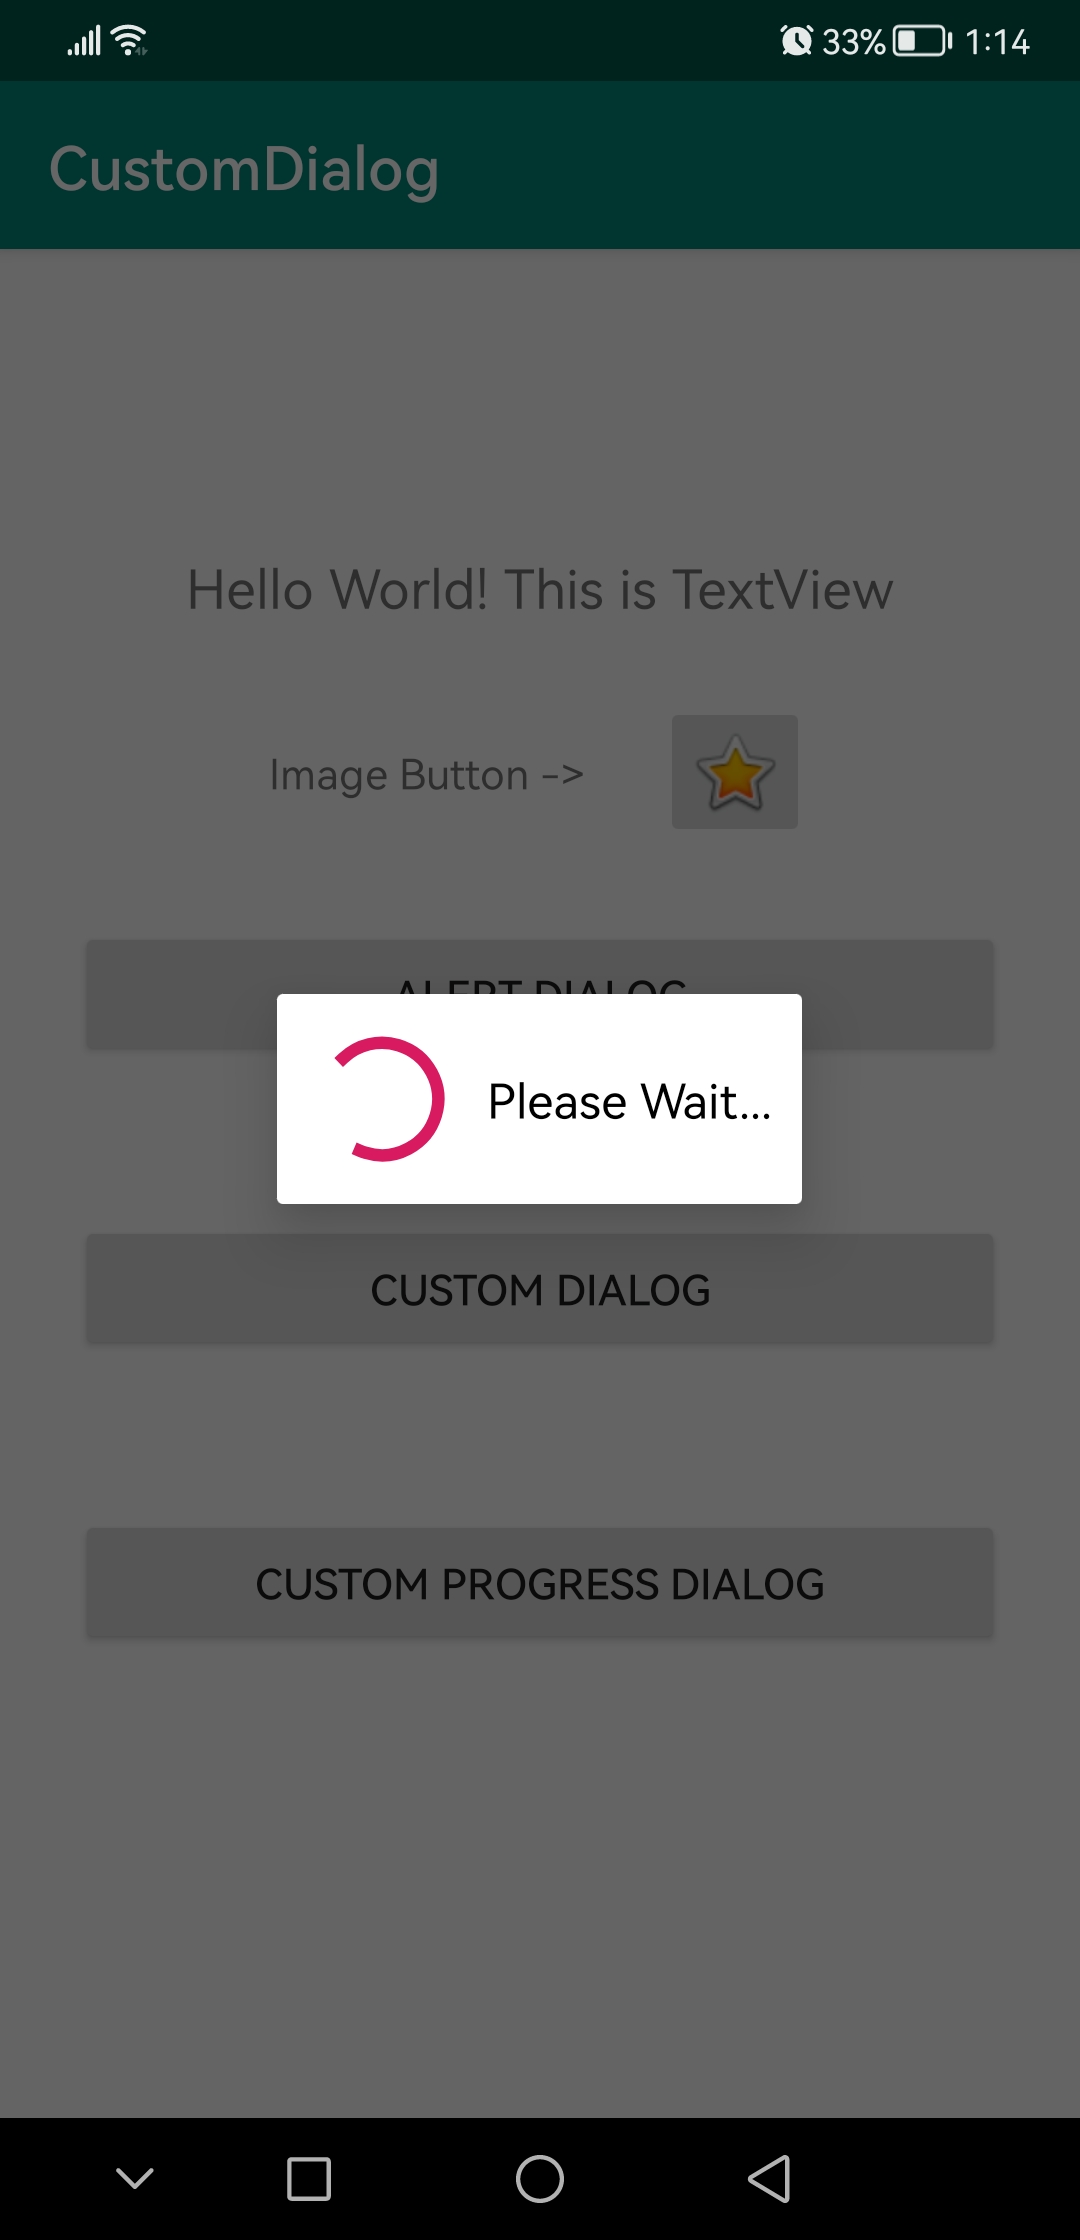 33% 1:14
CustomDialog
Hello World! This is TextView
Image Button ->
ALERT DIALOG
Please Wait...
CUSTOM DIALOG
CUSTOM PROGRESS DIALOG